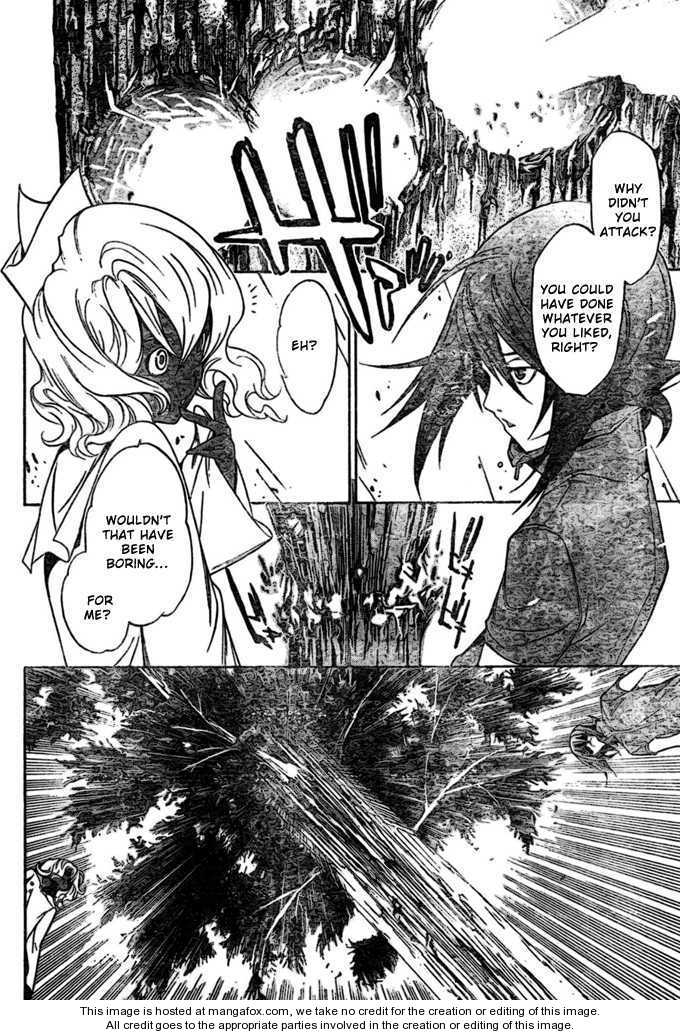 WHY
DIDN'T
YOU
ATTACK?
YOU COULD
HAVE DONE
WHATEVER
YOU LIKED,
RIGHT?
EH?
WOULDN'T
THAT HAVE
BEEN
BORING...
FOR
ME?
This image is hosted at mangafox.com, we take no credit for the creation or editing of this image.
All credit goes to the appropriate parties involved in the creation or editing of this image.